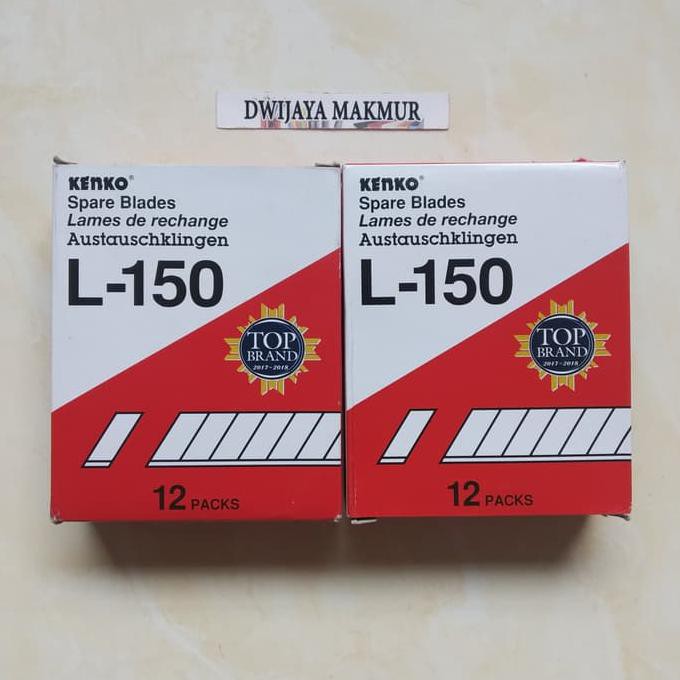 DWIJAYA MAKMUR
KENKO®
Spare Blades
Lames de rechange
Austauschklingen
L-150
TOP
BRAND
2017-2018
12 PACKS
KENKO®
Spare Blades
Lames de rechange
Austauschklingen
L-150
TOP
BRAND
2017-2018
12 PACKS